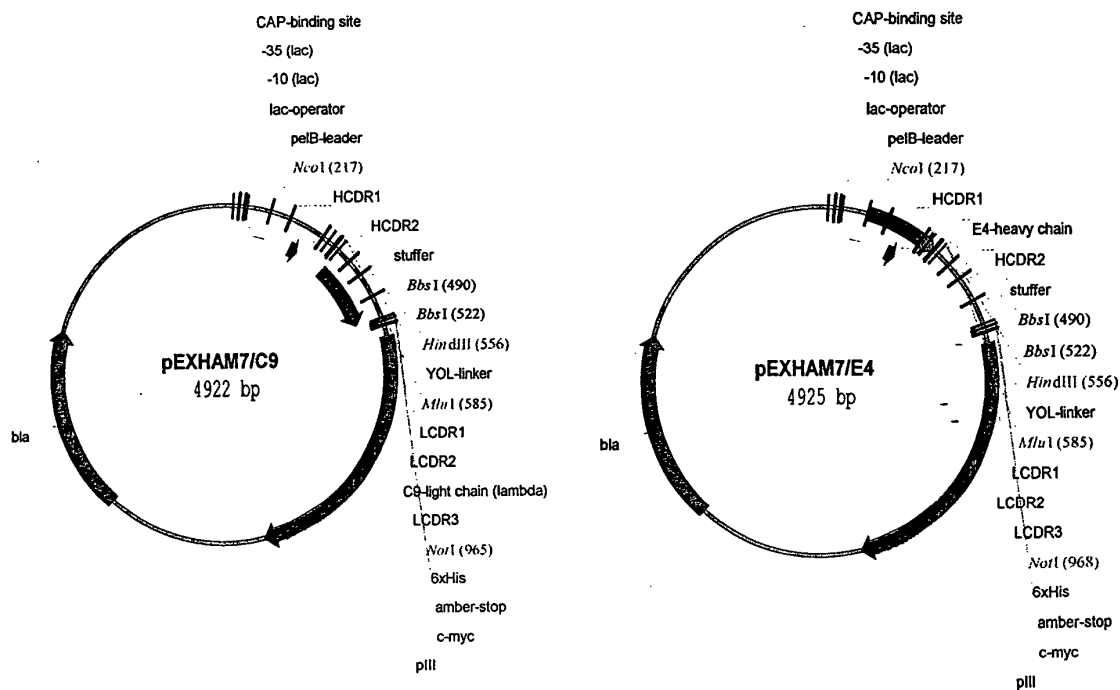 CAP-binding site
-35 (lac)
-10 (lac)
lac-operator
pelB-leader
NcoI (217)
HCDR1
HCDR2
stuffer
BbsI (490)
BbsI (522)
HindIII (556)
YOL-linker
MluI (585)
LCDR1
LCDR2
C9-light chain (lambda)
LCDR3
NotI (965)
6xHis
amber-stop
c-myc
pIII
bla
pEXHAM7/C9
4922 bp
CAP-binding site
-35 (lac)
-10 (lac)
lac-operator
pelB-leader
NcoI (217)
HCDR1
E4-heavy chain
HCDR2
stuffer
BbsI (490)
BbsI (522)
HindIII (556)
YOL-linker
MluI (585)
LCDR1
LCDR2
LCDR3
NotI (968)
6xHis
amber-stop
c-myc
pIII
bla
pEXHAM7/E4
4925 bp